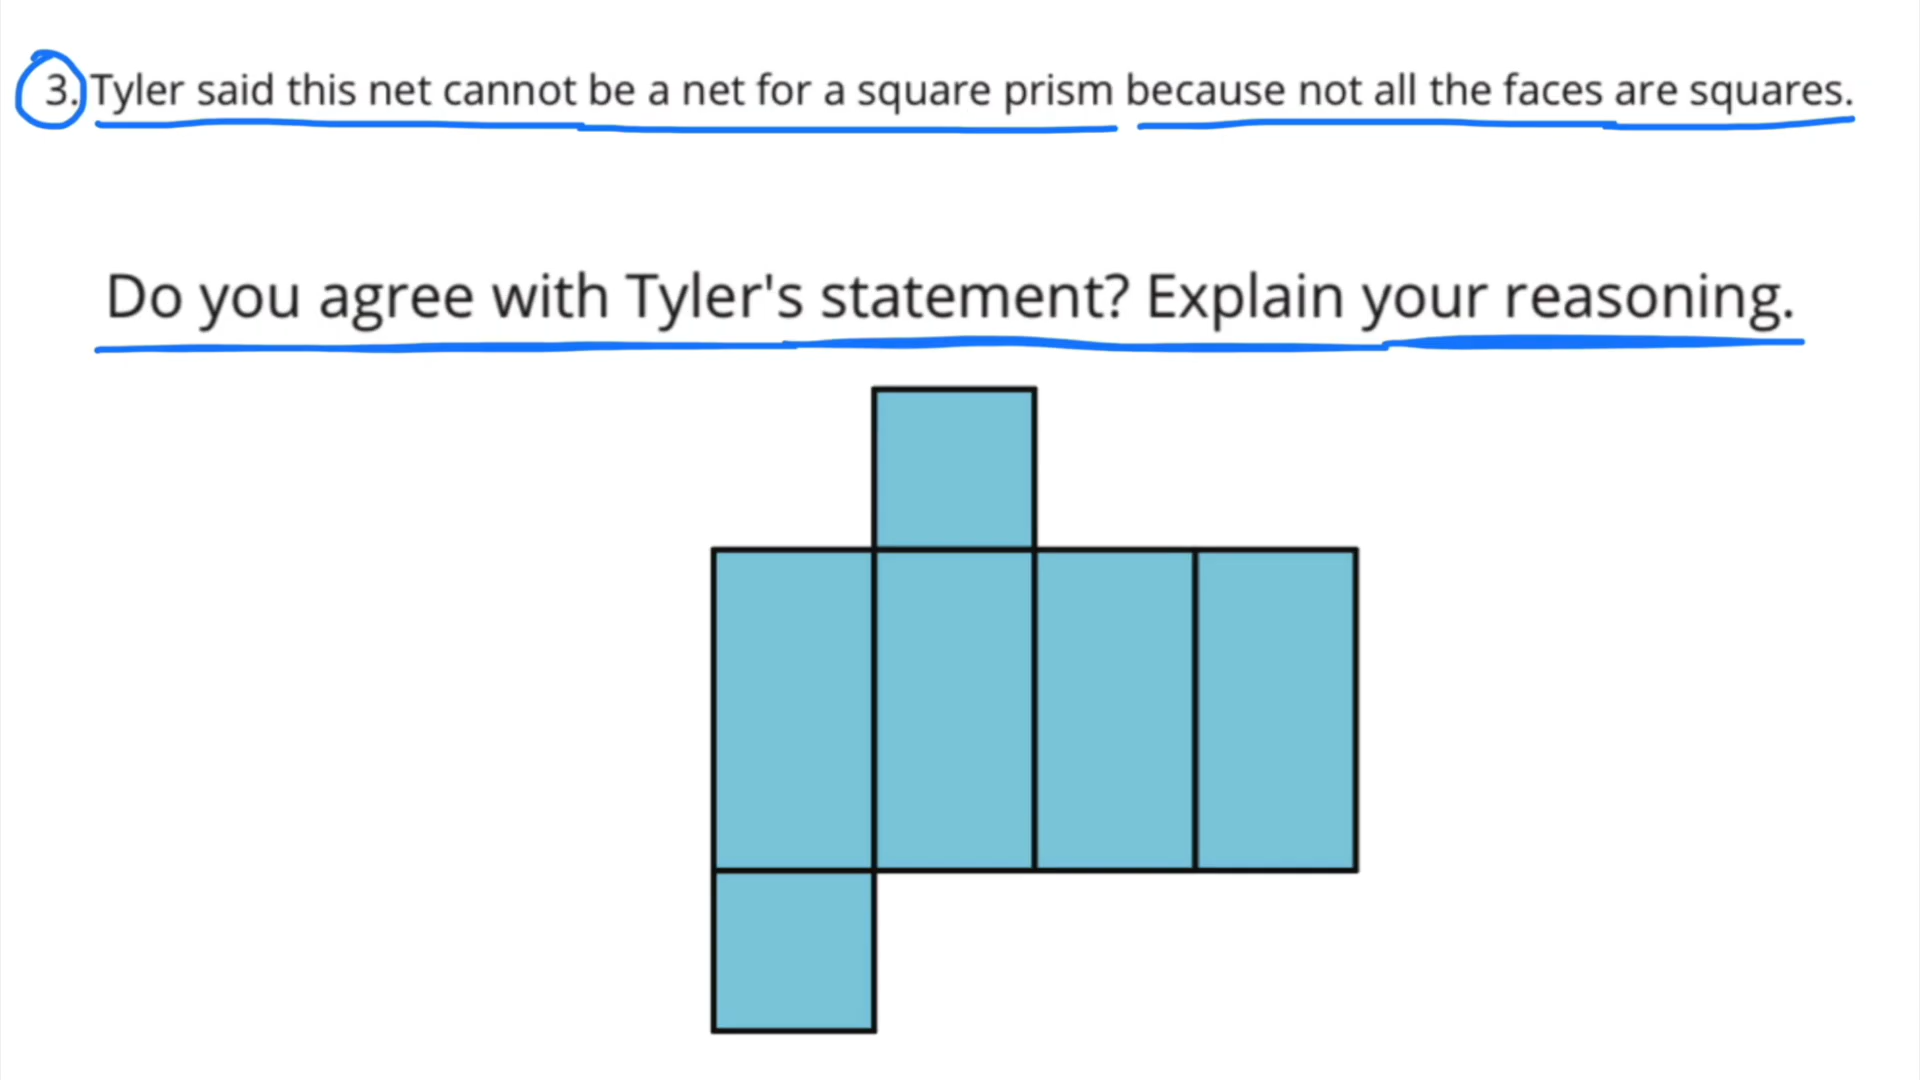 3. Tyler said this net cannot be a net for a square prism because not all the faces are squares.
Do you agree with Tyler's statement? Explain your reasoning.